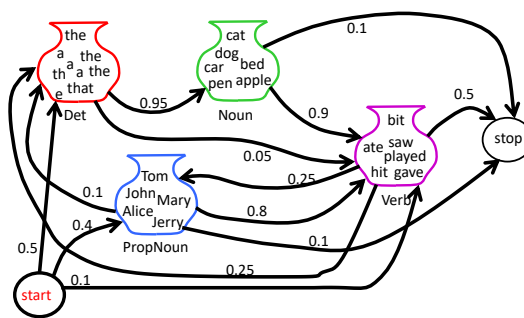 the
a a the
a a the
th
e that
Det
0.95
cat
dog
car bed
pen apple
Noun
0.1
0.9
0.05
bit
ate saw
played
hit gave
Verb
0.5
stop
0.25
Tom
John Mary
Alice
Jerry
PropNoun
0.1
0.4
0.8
0.1
0.5
0.25
0.1
start